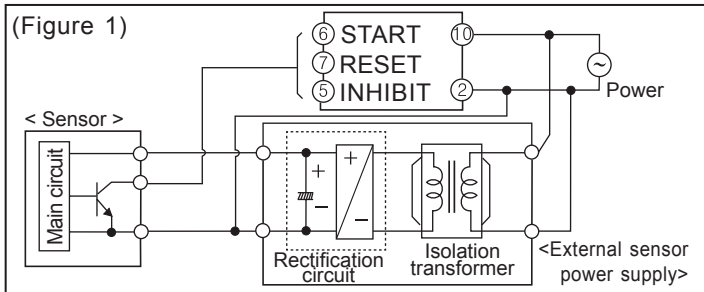 (Figure 1)
⑥ START ⑩
⑦ RESET
⑤ INHIBIT ②
~
Power
< Sensor >
Main circuit
+
−
+
−
Rectification
circuit
Isolation
transformer
<External sensor
power supply>